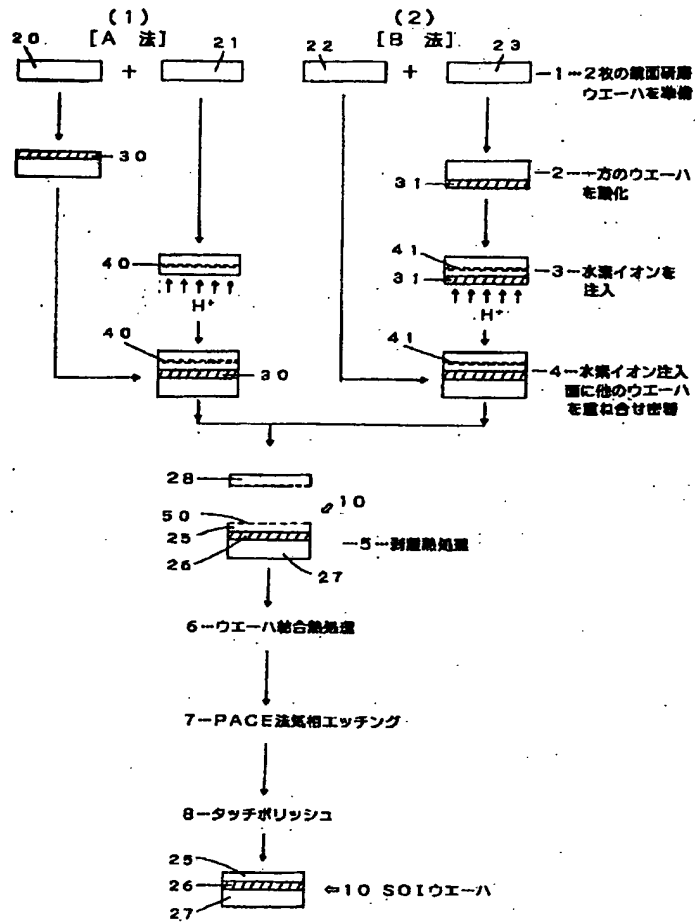 (1)
[A 法]
(2)
[B 法]
20
+
21
22
+
23
1…2枚の鏡面研磨
ウエーハを準備
30
31
2…一方のウエーハ
を酸化
40
H+
41
31
H+
3…水素イオンを
注入
40
30
41
4…水素イオン注入
面に他のウエーハ
を重ね合せ密着
28
10
50
25
26
27
5…剥離熱処理
6…ウエーハ結合熱処理
7…PACE法気相エッチング
8…タッチポリッシュ
25
26
27
⇐10 SOIウエーハ